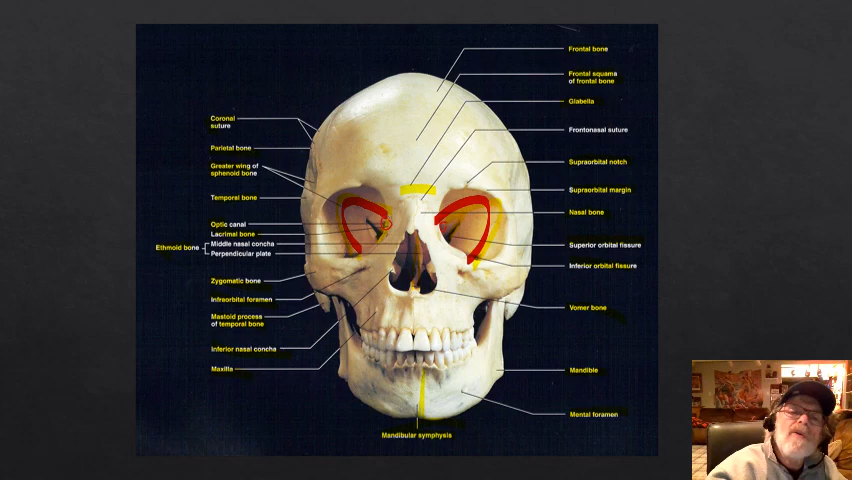 Frontal bone
Frontal squama
of frontal bone
Glabella
Frontonasal suture
Supraorbital notch
Supraorbital margin
Nasal bone
Superior orbital fissure
Inferior orbital fissure
Vomer bone
Mandible
Mental foramen
Coronal
suture
Parietal bone
Greater wing of
sphenoid bone
Temporal bone
Optic canal
Lacrimal bone
Ethmoid bone
Middle nasal concha
Perpendicular plate
Zygomatic bone
Infraorbital foramen
Mastoid process
of temporal bone
Inferior nasal concha
Maxilla
Mandibular symphysis